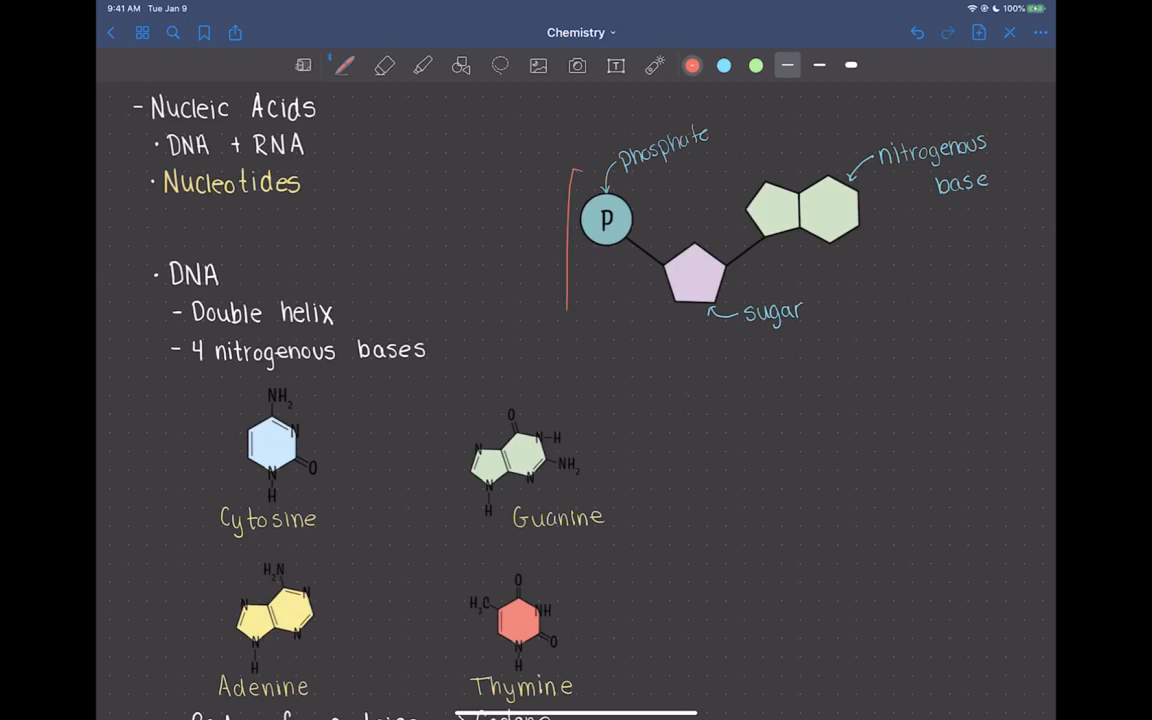 9:41 AM Tue Jan 9
100%
Chemistry
- Nucleic Acids
· DNA + RNA
· Nucleotides
phosphate
nitrogenous
base
P
sugar
· DNA
- Double helix
- 4 nitrogenous bases
NH₂
N
O
N
H
Cytosine
O
N
N-H
NH₂
N
N
H
Guanine
H₂N
N
N
N
N
H
Adenine
O
H₃C
NH
O
N
H
Thymine